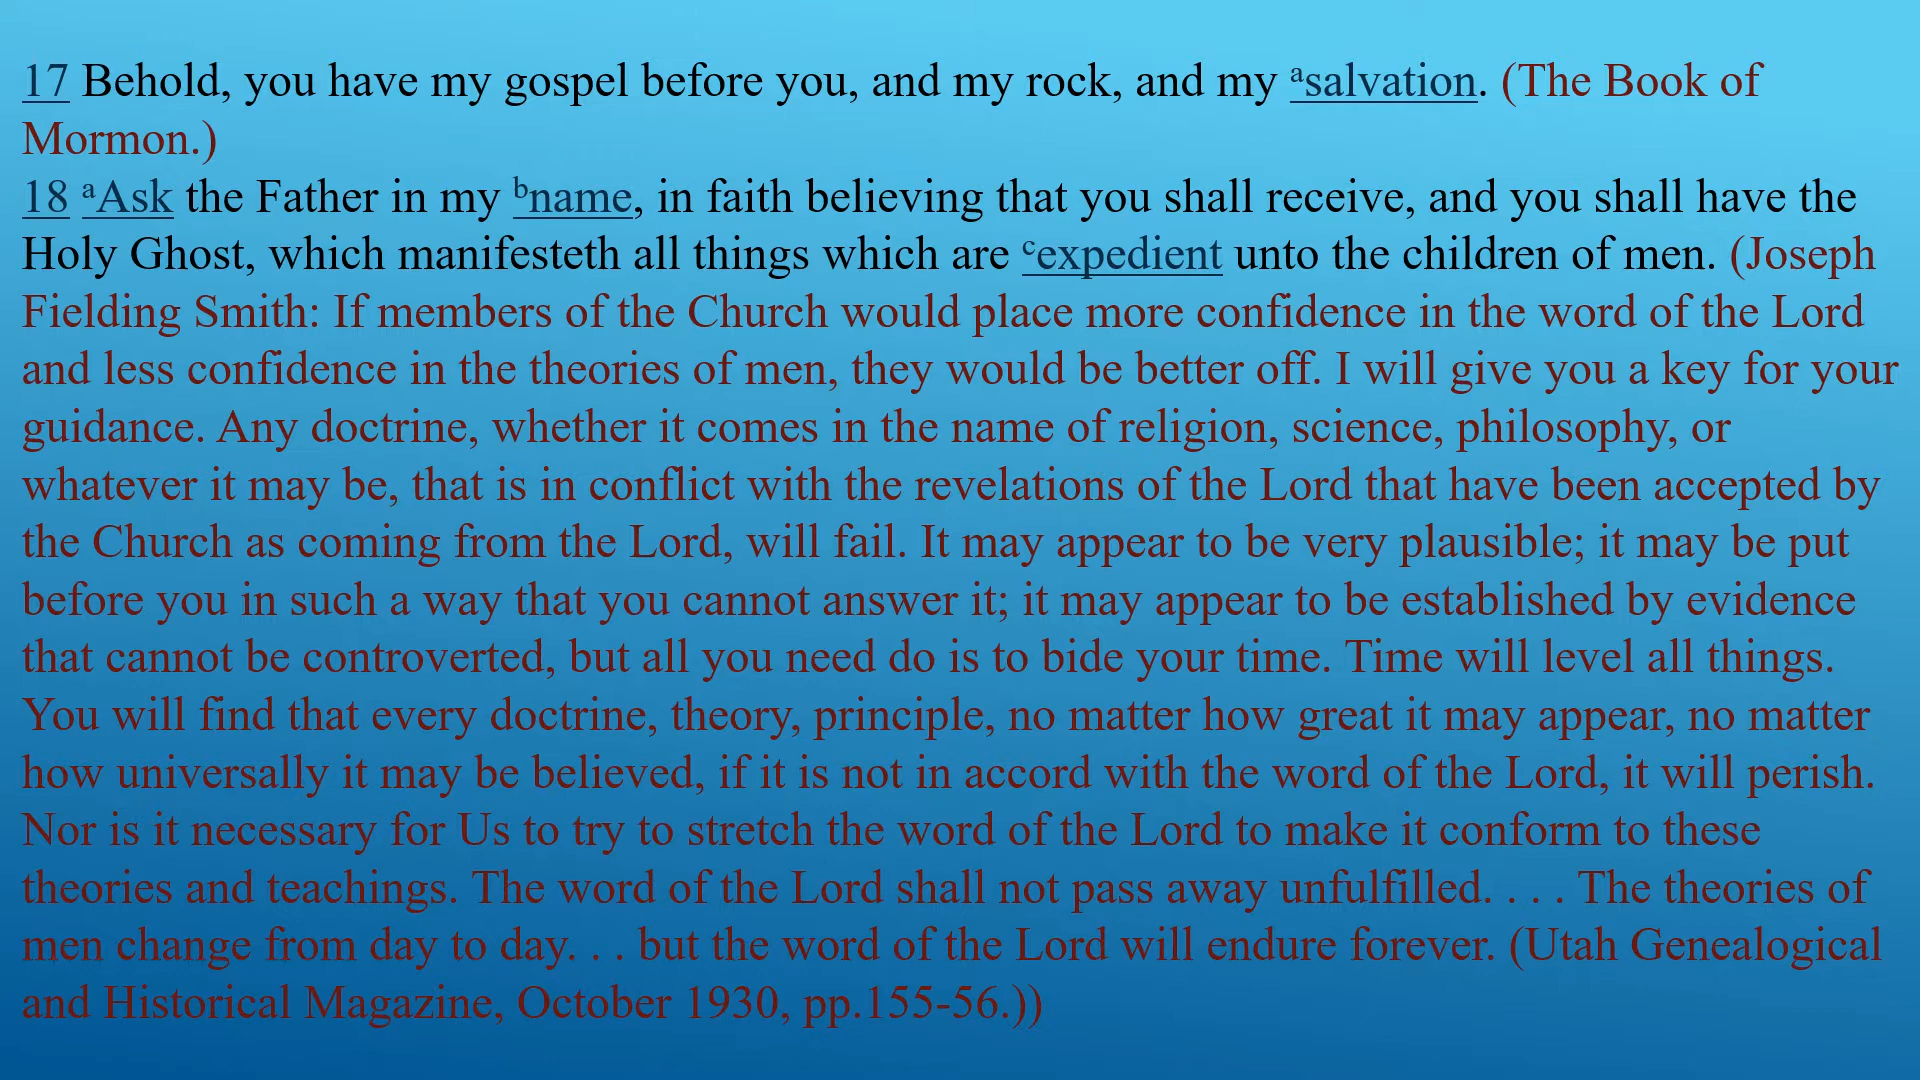 17 Behold, you have my gospel before you, and my rock, and my asalvation. (The Book of
Mormon.)
18 aAsk the Father in my bname, in faith believing that you shall receive, and you shall have the
Holy Ghost, which manifesteth all things which are cexpedient unto the children of men. (Joseph
Fielding Smith: If members of the Church would place more confidence in the word of the Lord
and less confidence in the theories of men, they would be better off. I will give you a key for your
guidance. Any doctrine, whether it comes in the name of religion, science, philosophy, or
whatever it may be, that is in conflict with the revelations of the Lord that have been accepted by
the Church as coming from the Lord, will fail. It may appear to be very plausible; it may be put
before you in such a way that you cannot answer it; it may appear to be established by evidence
that cannot be controverted, but all you need do is to bide your time. Time will level all things.
You will find that every doctrine, theory, principle, no matter how great it may appear, no matter
how universally it may be believed, if it is not in accord with the word of the Lord, it will perish.
Nor is it necessary for Us to try to stretch the word of the Lord to make it conform to these
theories and teachings. The word of the Lord shall not pass away unfulfilled. . . . The theories of
men change from day to day. . . but the word of the Lord will endure forever. (Utah Genealogical
and Historical Magazine, October 1930, pp.155-56.))